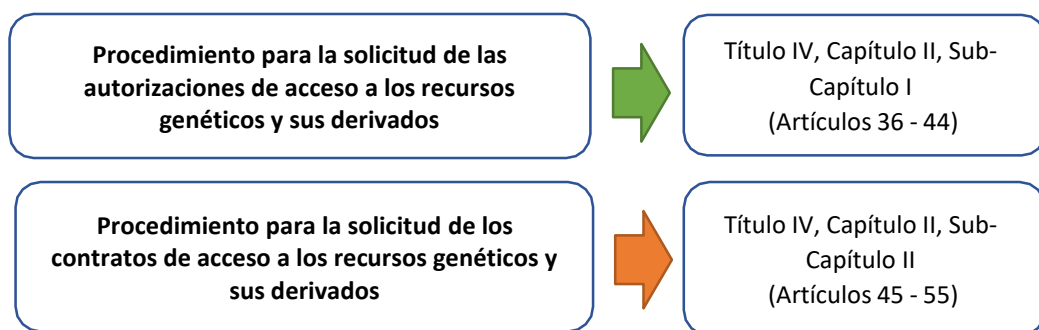 Procedimiento para la solicitud de las
autorizaciones de acceso a los recursos
genéticos y sus derivados
Título IV, Capítulo II, Sub-
Capítulo I
(Artículos 36 - 44)
Procedimiento para la solicitud de los
contratos de acceso a los recursos genéticos y
sus derivados
Título IV, Capítulo II, Sub-
Capítulo II
(Artículos 45 - 55)